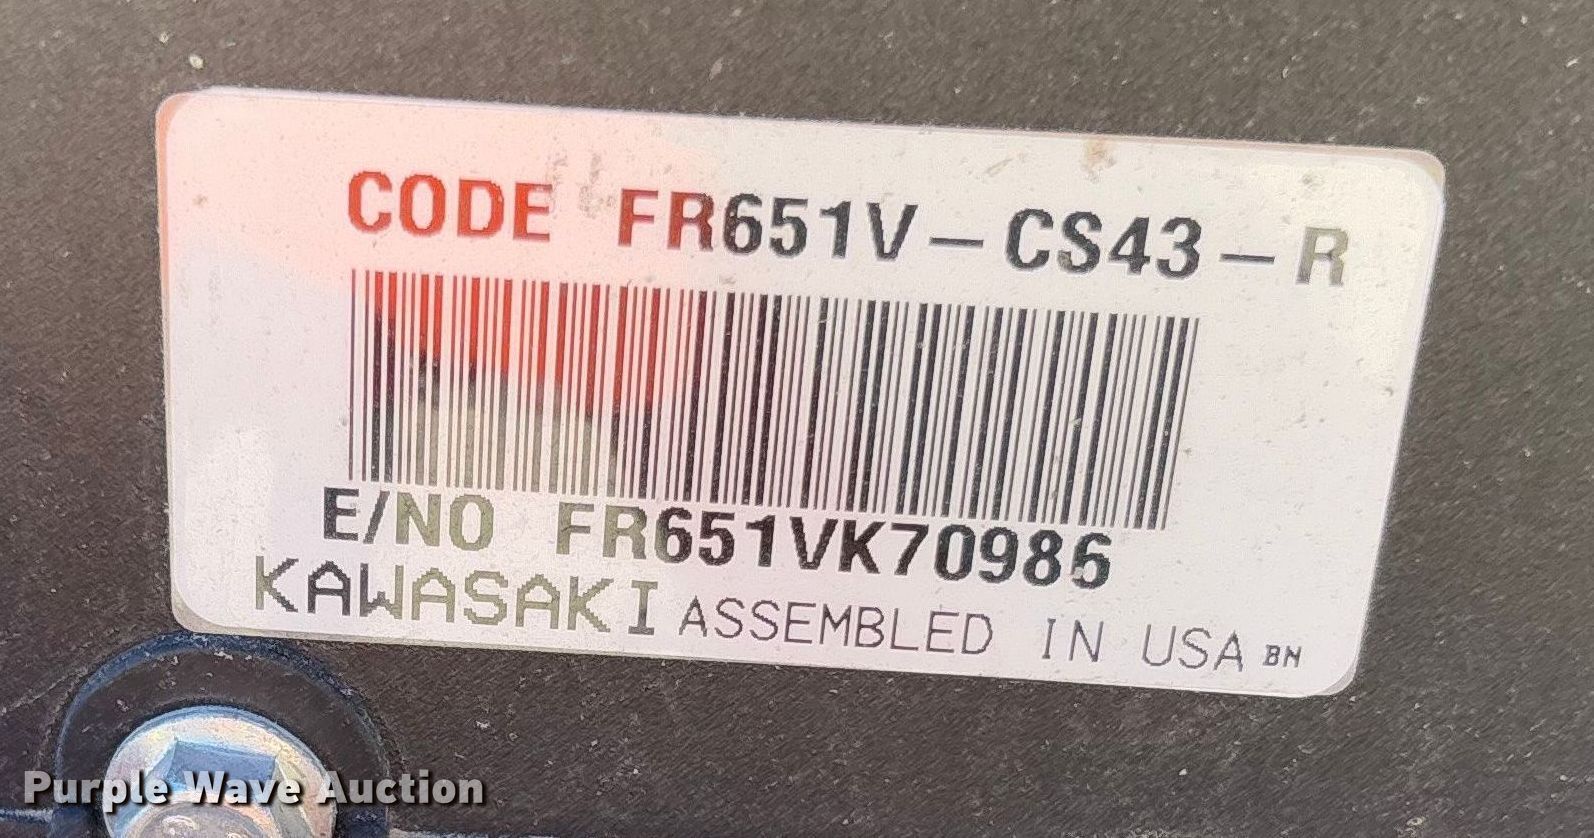 CODE FR651V-CS43-R
E/NO FR651VK70986
KAWASAKI ASSEMBLED IN USA BN
Purple Wave Auction